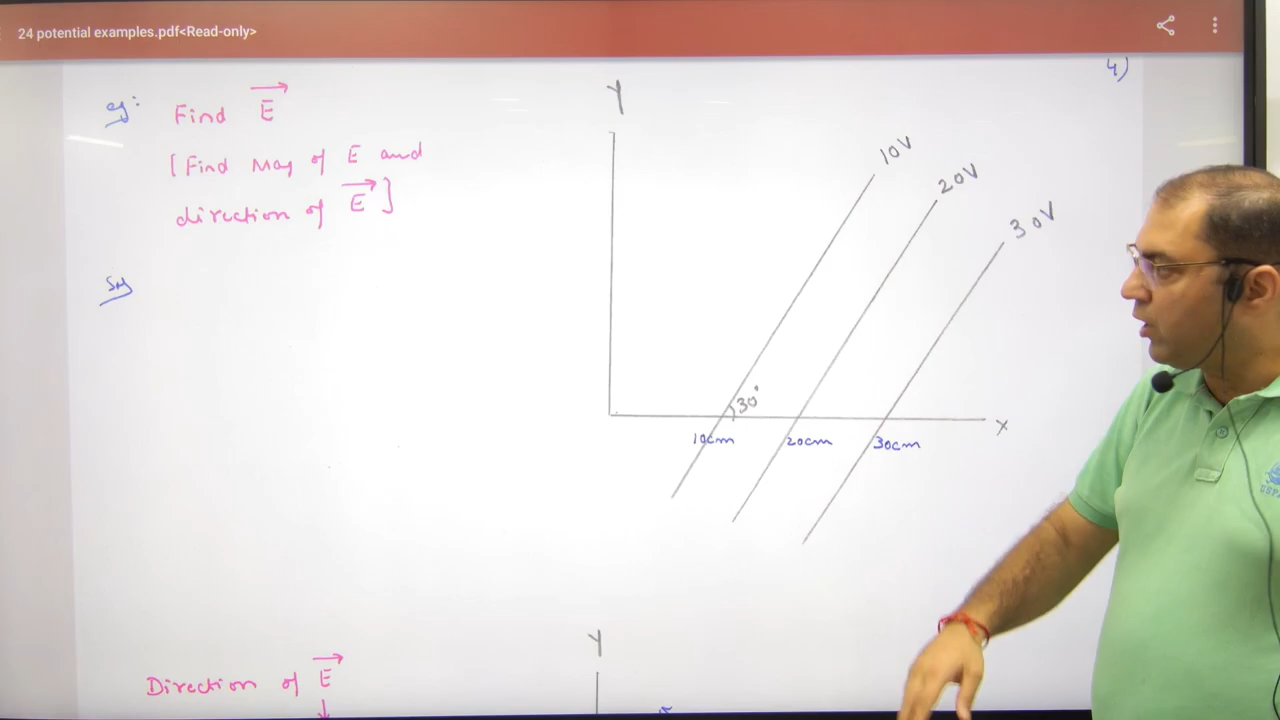 24 potential examples.pdf<Read-only>
4)
eg: Find E
[Find Mag of E and
direction of E]
Sol
Y
10V
20V
30V
30°
10cm
20cm
30cm
X
Y
Direction of E
USPA